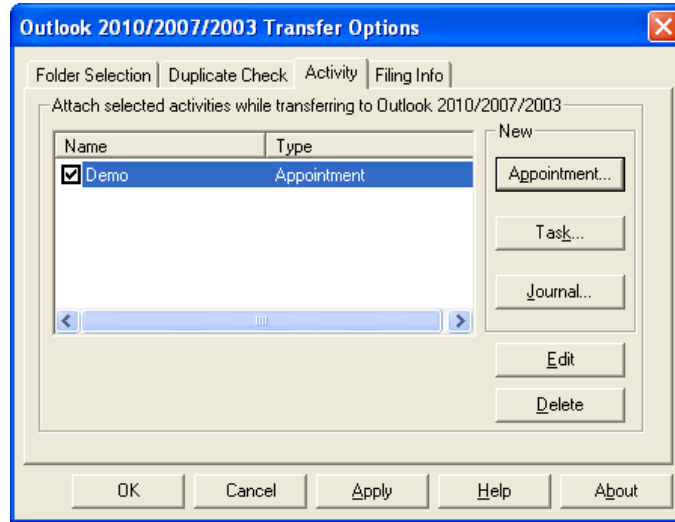 Outlook 2010/2007/2003 Transfer Options
Folder Selection Duplicate Check Activity Filing Info
Attach selected activities while transferring to Outlook 2010/2007/2003
New
Name Type
Demo Appointment
Appointment...
Task...
Journal...
Edit
Delete
OK Cancel Apply Help About